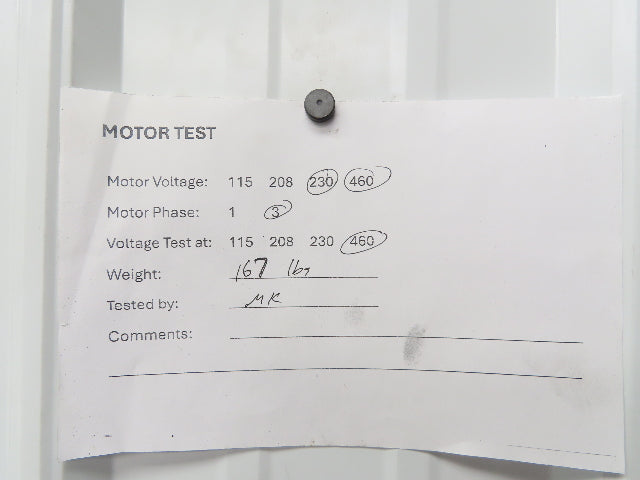 MOTOR TEST
Motor Voltage: 115 208 230 460
Motor Phase: 1 3
Voltage Test at: 115 208 230 460
Weight: 167 lbs
Tested by: MK
Comments: